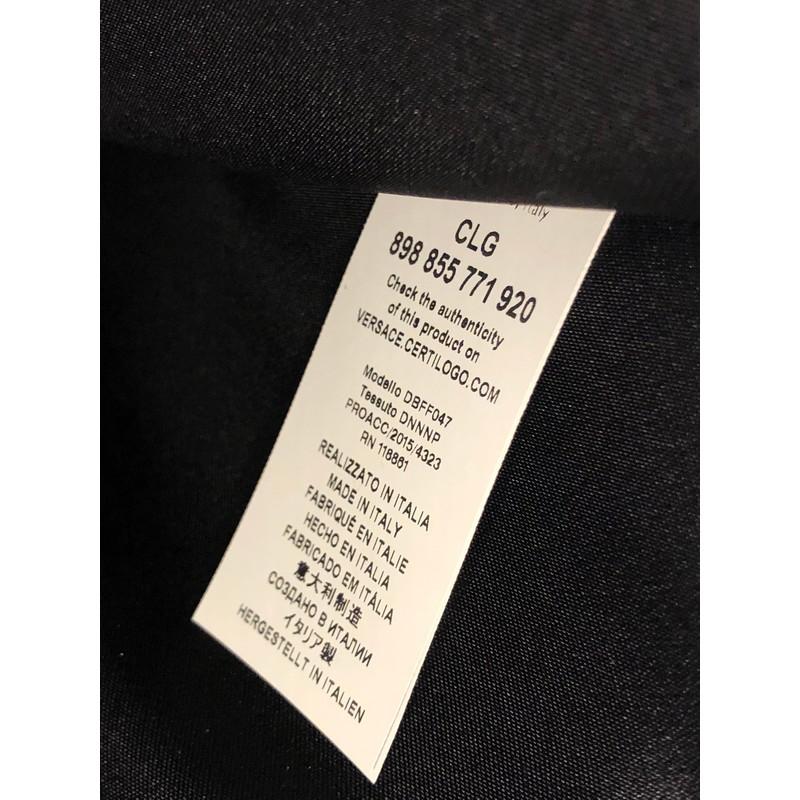 Italy
CLG
898 855 771 920
Check the authenticity
of this product on
VERSACE.CERTILOGO.COM
Modello DBFF047
Tessuto DNNNP
PROACC/2015/4323
RN 118861
REALIZZATO IN ITALIA
MADE IN ITALY
FABRIQUÉ EN ITALIE
HECHO EN ITALIA
FABRICADO EM ITÁLIA
意大利制造
СОЗДАНО В ИТАЛИИ
イタリア製
HERGESTELLT IN ITALIEN